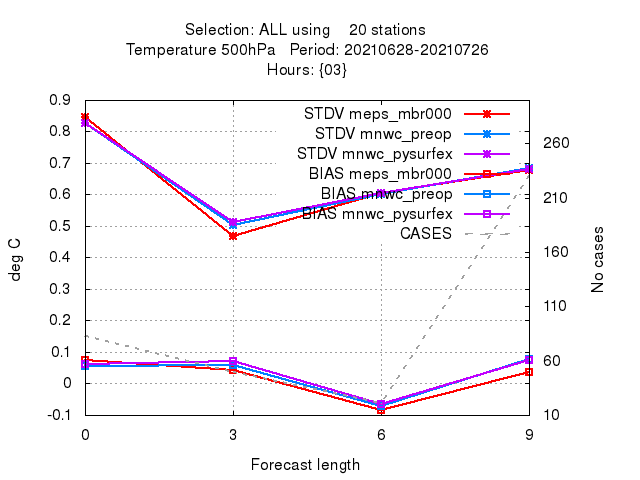 Selection: ALL using 20 stations
Temperature 500hPa Period: 20210628-20210726
Hours: {03}
0.9
0.8
0.7
0.6
0.5
0.4
0.3
0.2
0.1
0
-0.1
deg C
STDV meps_mbr000
STDV mnwc_preop
STDV mnwc_pysurfex
BIAS meps_mbr000
BIAS mnwc_preop
BIAS mnwc_pysurfex
CASES
260
210
160
110
60
10
No cases
0 3 6 9
Forecast length